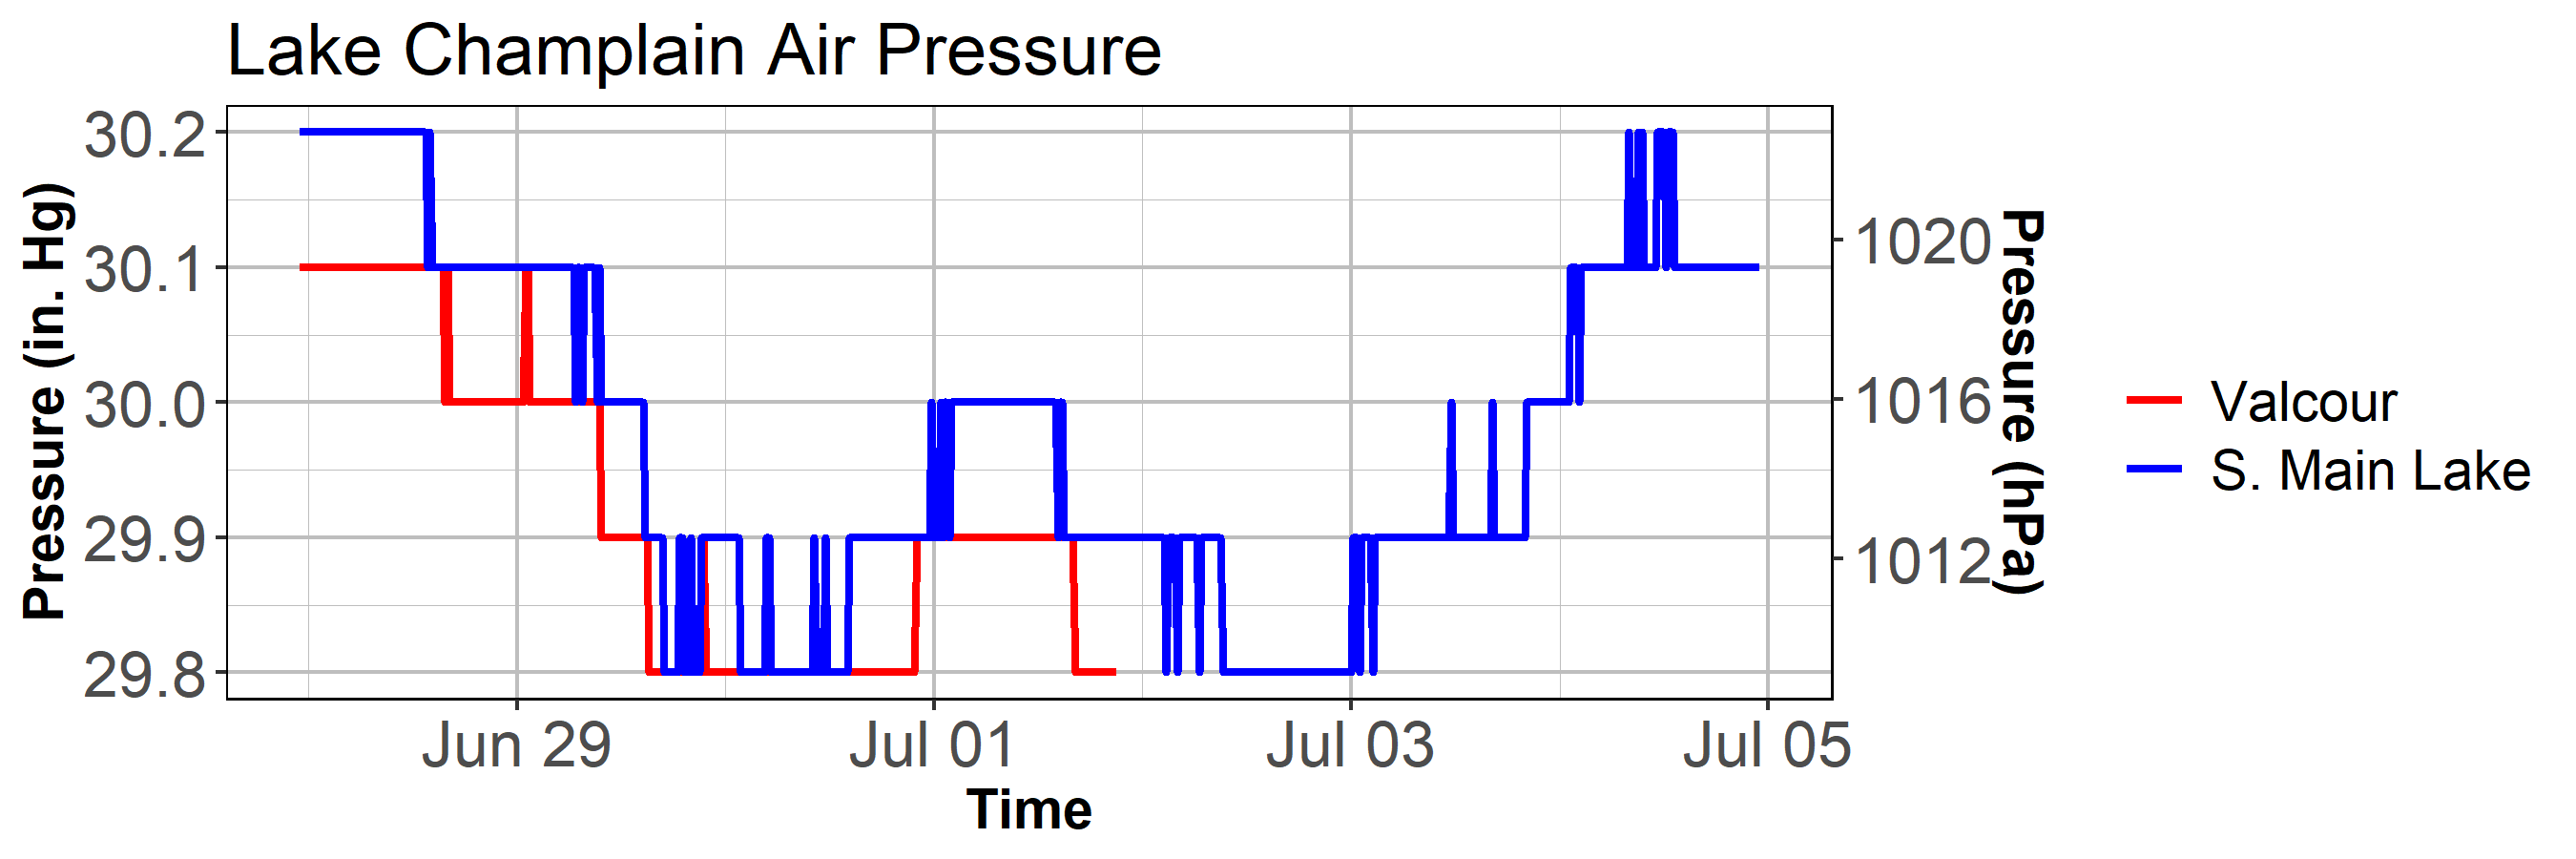 Lake Champlain Air Pressure
30.2
30.1
30.0
29.9
29.8
Pressure (in. Hg)
1020
1016
1012
Pressure (hPa)
Jun 29
Jul 01
Jul 03
Jul 05
Time
Valcour
S. Main Lake